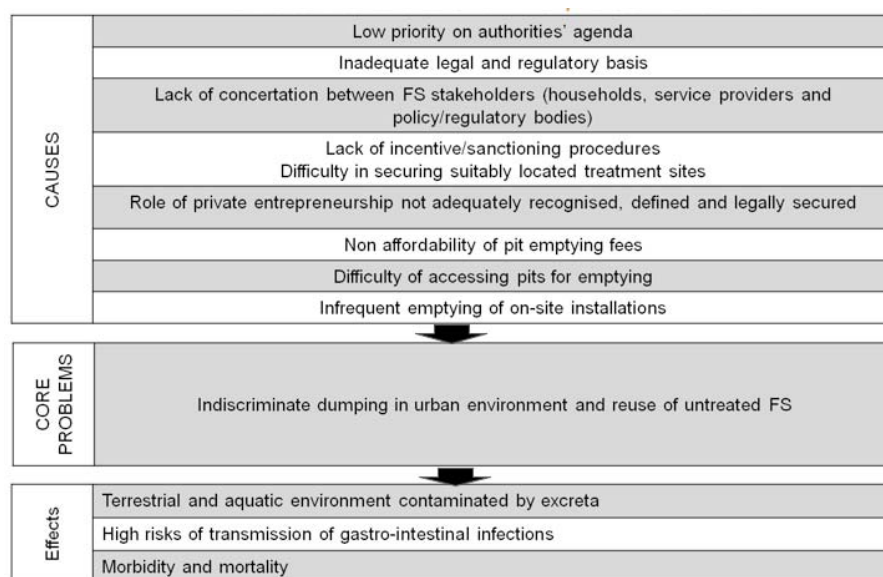 CAUSES
Low priority on authorities' agenda
Inadequate legal and regulatory basis
Lack of concertation between FS stakeholders (households, service providers and
policy/regulatory bodies)
Lack of incentive/sanctioning procedures
Difficulty in securing suitably located treatment sites
Role of private entrepreneurship not adequately recognised, defined and legally secured
Non affordability of pit emptying fees
Difficulty of accessing pits for emptying
Infrequent emptying of on-site installations
CORE
PROBLEMS
Indiscriminate dumping in urban environment and reuse of untreated FS
Effects
Terrestrial and aquatic environment contaminated by excreta
High risks of transmission of gastro-intestinal infections
Morbidity and mortality